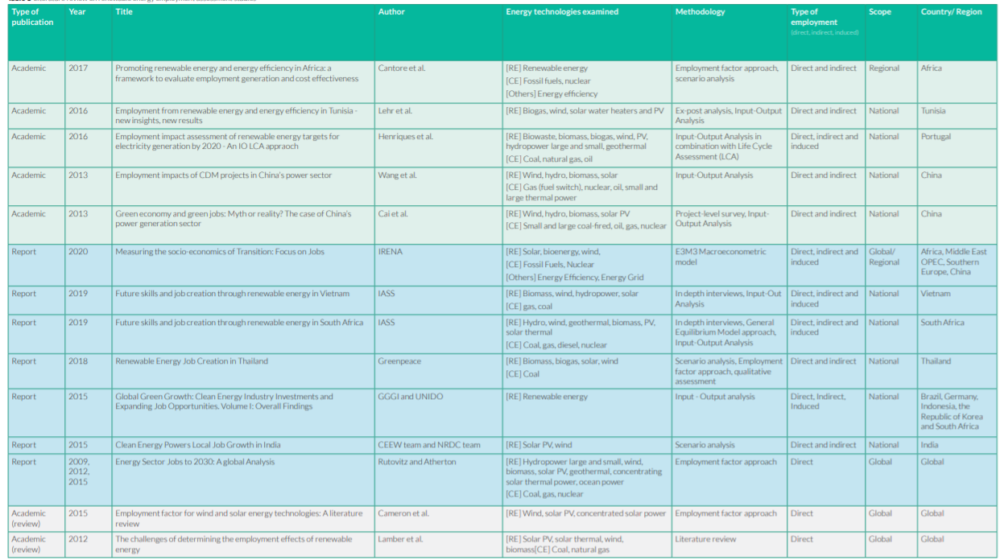 Type of publication | Year | Title | Author | Energy technologies examined | Methodology | Type of employment (direct, indirect, induced) | Scope | Country/ Region
Academic | 2017 | Promoting renewable energy and energy efficiency in Africa: a framework to evaluate employment generation and cost effectiveness | Cantore et al. | [RE] Renewable energy [CE] Fossil fuels, nuclear [Others] Energy efficiency | Employment factor approach, scenario analysis | Direct and indirect | Regional | Africa
Academic | 2016 | Employment from renewable energy and energy efficiency in Tunisia - new insights, new results | Lehr et al. | [RE] Biogas, wind, solar water heaters and PV | Ex-post analysis, Input-Output Analysis | Direct and indirect | National | Tunisia
Academic | 2016 | Employment impact assessment of renewable energy targets for electricity generation by 2020 - An IO LCA appraoch | Henriques et al. | [RE] Biowaste, biomass, biogas, wind, PV, hydropower large and small, geothermal [CE] Coal, natural gas, oil | Input-Output Analysis in combination with Life Cycle Assessment (LCA) | Direct, indirect and induced | National | Portugal
Academic | 2013 | Employment impacts of CDM projects in China's power sector | Wang et al. | [RE] Wind, hydro, biomass, solar [CE] Gas (fuel switch), nuclear, oil, small and large thermal power | Input-Output Analysis | Direct and indirect | National | China
Academic | 2013 | Green economy and green jobs: Myth or reality? The case of China's power generation sector | Cai et al. | [RE] Wind, hydro, biomass, solar PV [CE] Small and large coal-fired, oil, gas, nuclear | Project-level survey, Input-Output Analysis | Direct and indirect | National | China
Report | 2020 | Measuring the socio-economics of Transition: Focus on Jobs | IRENA | [RE] Solar, bioenergy, wind, [CE] Fossil Fuels, Nuclear [Others] Energy Efficiency, Energy Grid | E3M3 Macroeconometric model | Direct, indirect and induced | Global/ Regional | Africa, Middle East OPEC, Southern Europe, China
Report | 2019 | Future skills and job creation through renewable energy in Vietnam | IASS | [RE] Biomass, wind, hydropower, solar [CE] gas, coal | In depth interviews, Input-Out Analysis | Direct, indirect and induced | National | Vietnam
Report | 2019 | Future skills and job creation through renewable energy in South Africa | IASS | [RE] Hydro, wind, geothermal, biomass, PV, solar thermal [CE] Coal, gas, diesel, nuclear | In depth interviews, General Equilibrium Model approach, Input-Output Analysis | Direct, indirect and induced | National | South Africa
Report | 2018 | Renewable Energy Job Creation in Thailand | Greenpeace | [RE] Biomass, biogas, solar, wind [CE] Coal | Scenario analysis, Employment factor approach, qualitative assessment | Direct and indirect | National | Thailand
Report | 2015 | Global Green Growth: Clean Energy Industry Investments and Expanding Job Opportunities. Volume I: Overall Findings | GGGI and UNIDO | [RE] Renewable energy | Input - Output analysis | Direct, Indirect, Induced | National | Brazil, Germany, Indonesia, the Republic of Korea and South Africa
Report | 2015 | Clean Energy Powers Local Job Growth in India | CEEW team and NRDC team | [RE] Solar PV, wind | Scenario analysis | Direct and indirect | National | India
Report | 2009, 2012, 2015 | Energy Sector Jobs to 2030: A global Analysis | Rutovitz and Atherton | [RE] Hydropower large and small, wind, biomass, solar PV, geothermal, concentrating solar thermal power, ocean power [CE] Coal, gas, nuclear | Employment factor approach | Direct | Global | Global
Academic (review) | 2015 | Employment factor for wind and solar energy technologies: A literature review | Cameron et al. | [RE] Wind, solar PV, concentrated solar power | Employment factor approach | Direct | Global | Global
Academic (review) | 2012 | The challenges of determining the employment effects of renewable energy | Lamber et al. | [RE] Solar PV, solar thermal, wind, biomass[CE] Coal, natural gas | Literature review | Direct | Global | Global